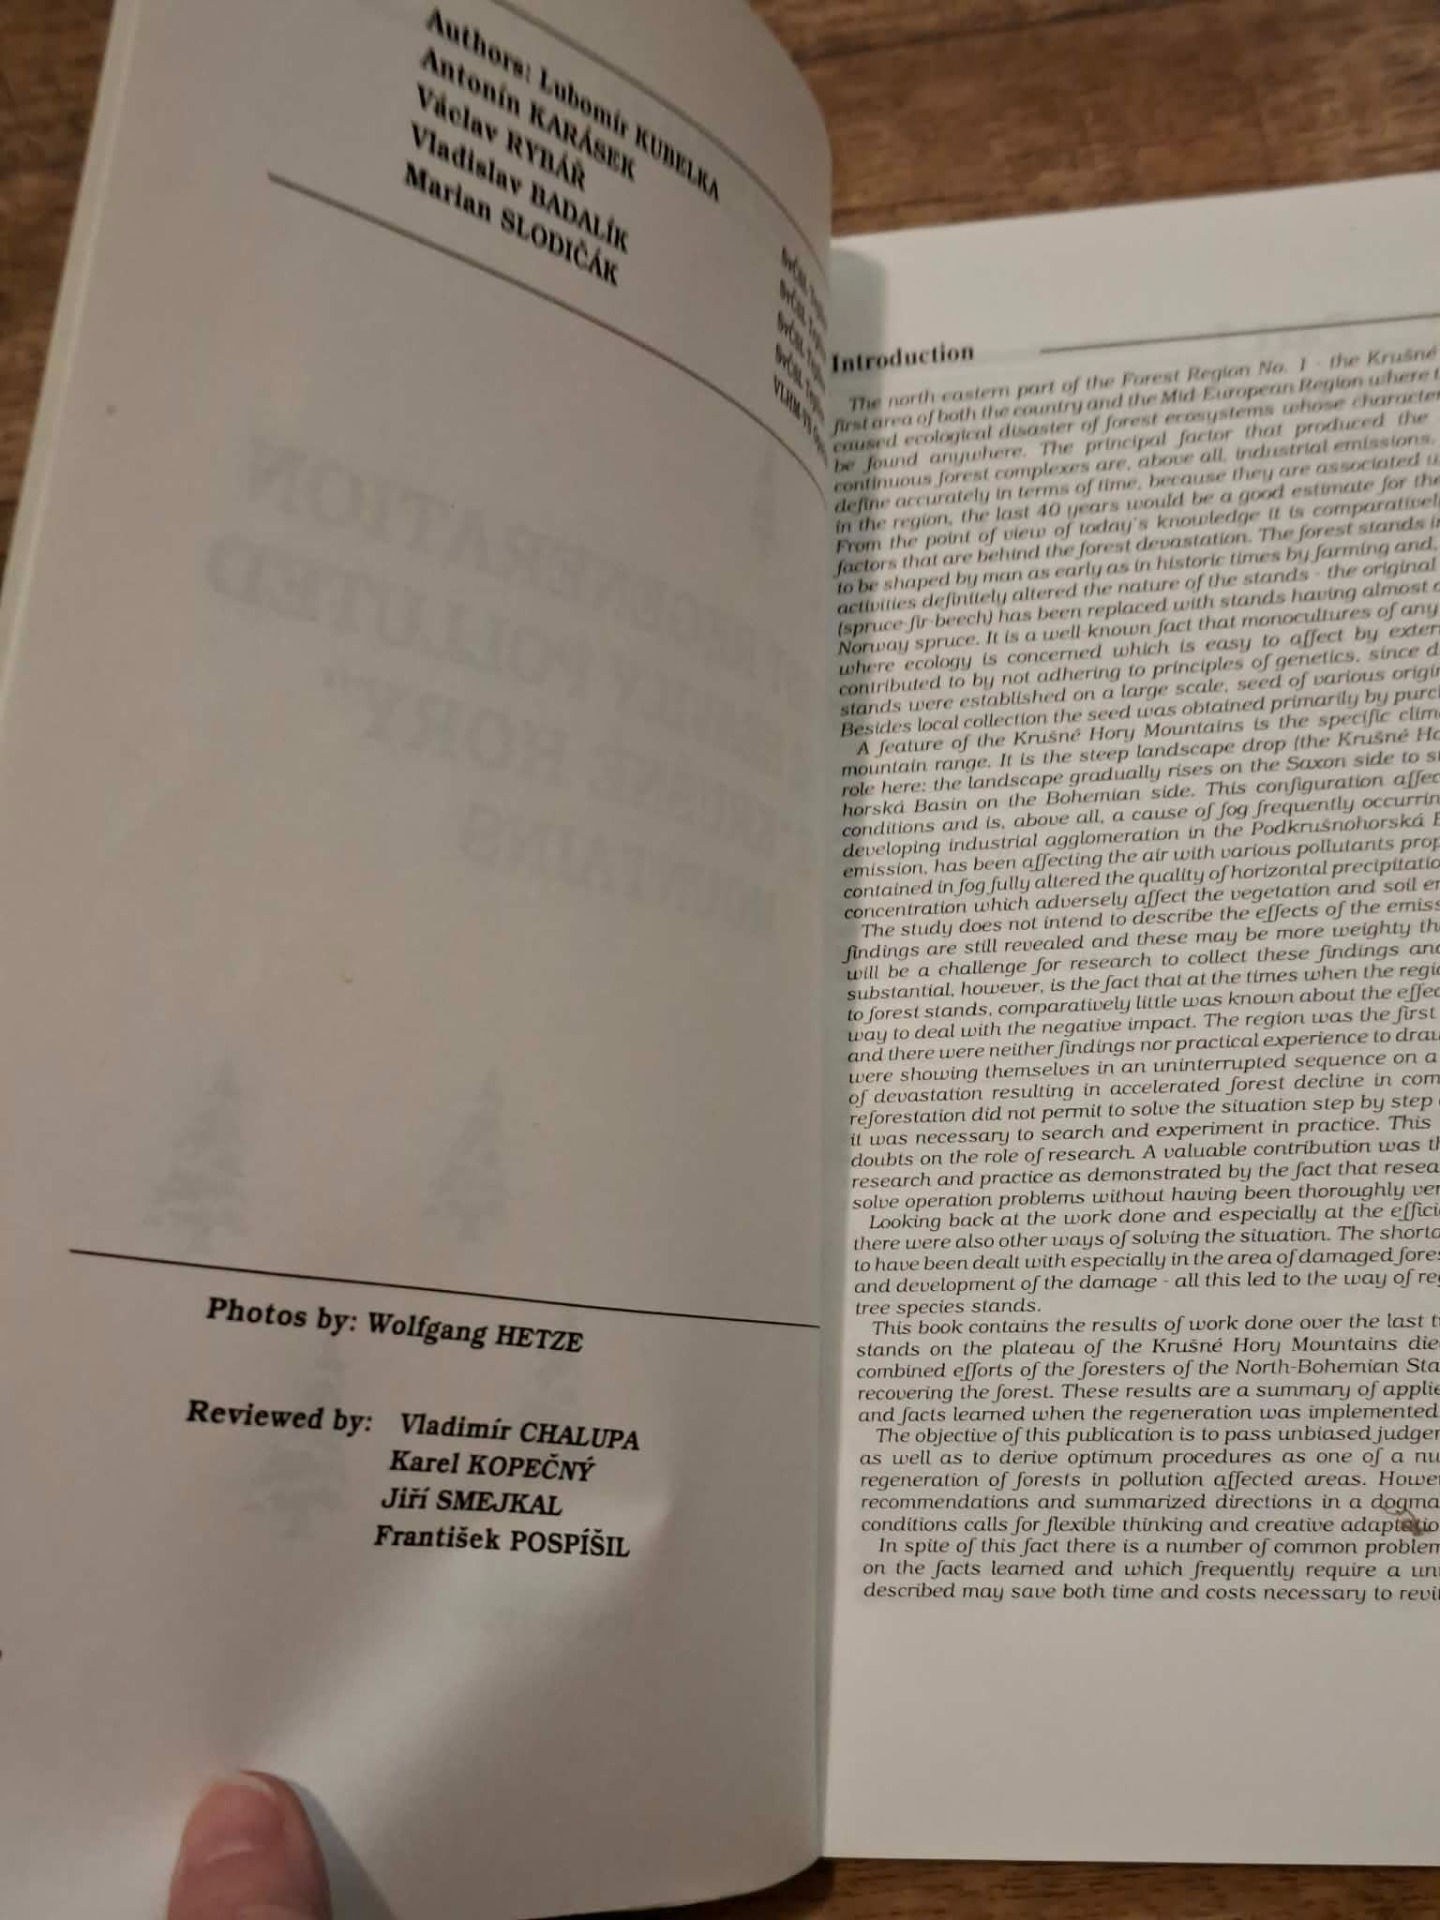 Authors: Lubomír KUBELKA
Antonín KARÁSEK
Václav RYBÁŘ
Vladislav BADALÍK
Marian SLODIČÁK
Photos by: Wolfgang HETZE
Reviewed by: Vladimír CHALUPA
Karel KOPEČNÝ
Jiří SMEJKAL
František POSPÍŠIL
Introduction
The north eastern part of the Forest Region No. 1 - the Krušné
first area of both the country and the Mid-European Region where
caused ecological disaster of forest ecosystems whose character
be found anywhere. The principal factor that produced the
continuous forest complexes are, above all, industrial emissions.
define accurately in terms of time, because they are associated
in the region, the last 40 years would be a good estimate for the
From the point of view of today's knowledge it is comparatively
factors that are behind the forest devastation. The forest stands
to be shaped by man as early as in historic times by farming and,
activities definitely altered the nature of the stands - the original
(spruce-fir-beech) has been replaced with stands having almost
Norway spruce. It is a well-known fact that monocultures of any
where ecology is concerned which is easy to affect by exter
contributed to by not adhering to principles of genetics, since
stands were established on a large scale, seed of various origin
Besides local collection the seed was obtained primarily by purc
A feature of the Krušné Hory Mountains is the specific clim
mountain range. It is the steep landscape drop (the Krušné Ho
role here: the landscape gradually rises on the Saxon side to
horská Basin on the Bohemian side. This configuration affec
conditions and is, above all, a cause of fog frequently occurrin
developing industrial agglomeration in the Podkrušnohorská
emission, has been affecting the air with various pollutants prop
contained in fog fully altered the quality of horizontal precipitatio
concentration which adversely affect the vegetation and soil
The study does not intend to describe the effects of the emiss
findings are still revealed and these may be more weighty
will be a challenge for research to collect these findings and
substantial, however, is the fact that at the times when the regio
to forest stands, comparatively little was known about the effec
way to deal with the negative impact. The region was the first
and there were neither findings nor practical experience to draw
were showing themselves in an uninterrupted sequence on a
of devastation resulting in accelerated forest decline in com
reforestation did not permit to solve the situation step by step
it was necessary to search and experiment in practice. This
doubts on the role of research. A valuable contribution was
research and practice as demonstrated by the fact that resea
solve operation problems without having been thoroughly ver
Looking back at the work done and especially at the effici
there were also other ways of solving the situation. The shorta
to have been dealt with especially in the area of damaged fores
and development of the damage - all this led to the way of
tree species stands.
This book contains the results of work done over the last
stands on the plateau of the Krušné Hory Mountains die
combined efforts of the foresters of the North-Bohemian Sta
recovering the forest. These results are a summary of applie
and facts learned when the regeneration was implemented
The objective of this publication is to pass unbiased judgem
as well as to derive optimum procedures as one of a nu
regeneration of forests in pollution affected areas. Howe
recommendations and summarized directions in a dogma
conditions calls for flexible thinking and creative adaptatio
In spite of this fact there is a number of common problem
on the facts learned and which frequently require a un
described may save both time and costs necessary to revi